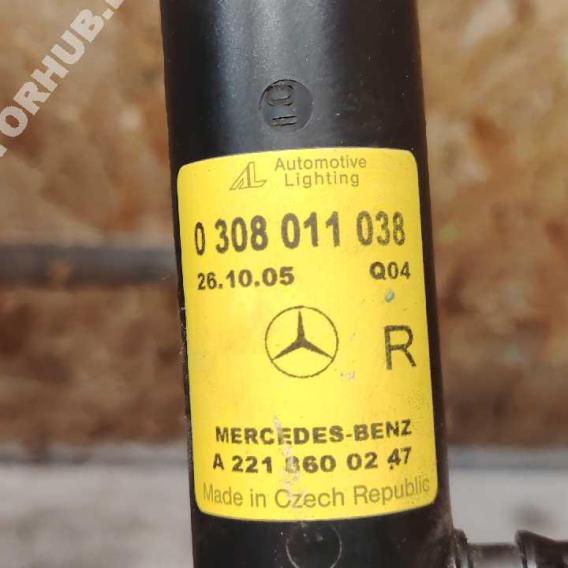 TORHUB.
Automotive
Lighting
0 308 011 038
26.10.05 Q04
R
MERCEDES-BENZ
A 221 860 02 47
Made in Czech Republic